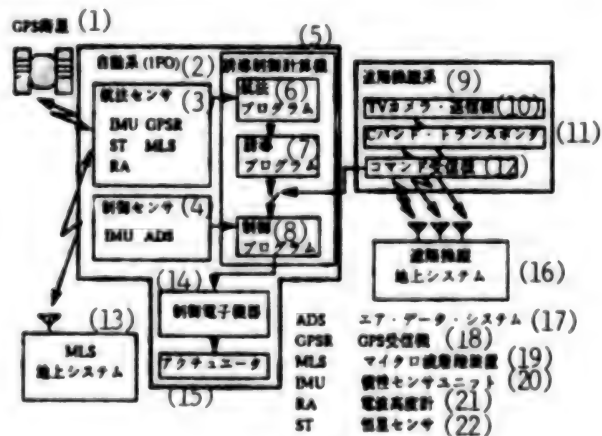 GPS衛星 (1)
自動系 (IFO) (2)
航法センサ (3)
IMU GPSR
ST MLS
RA
制御センサ (4)
IMU ADS
(5)
誘導制御計算機
航法 (6)
プログラム
誘導 (7)
プログラム
制御 (8)
プログラム
遠隔操縦系 (9)
TVカメラ・送信機 (10)
Cバンド・トランスポンダ (11)
コマンド受信機 (12)
(13)
MLS
地上システム
(14)
制御電子機器
アクチュエータ
(15)
遠隔操縦
地上システム (16)
ADS エア・データ・システム (17)
GPSR GPS受信機 (18)
MLS マイクロ波着陸装置 (19)
IMU 慣性センサユニット (20)
RA 電波高度計 (21)
ST 恒星センサ (22)